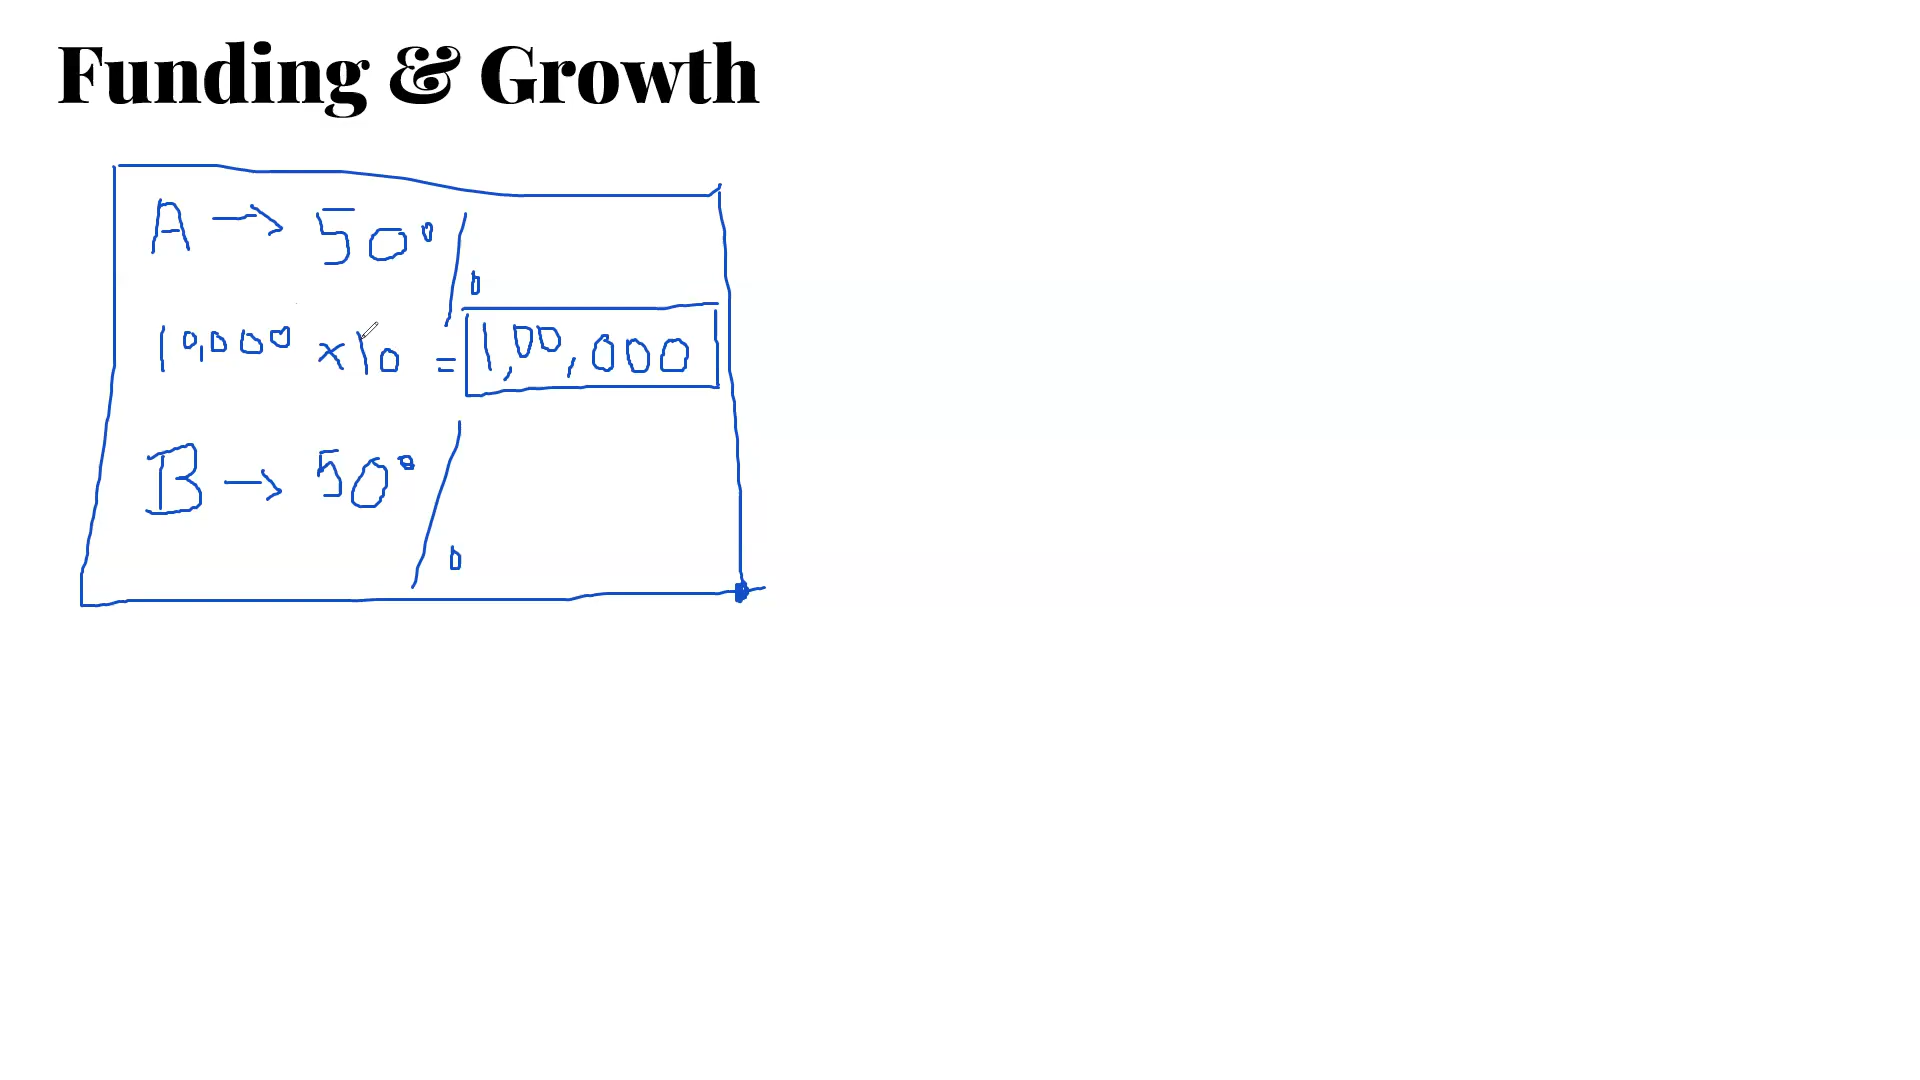 Funding & Growth
A → 50%
10,000 ×10 = 1,00,000
B → 50%